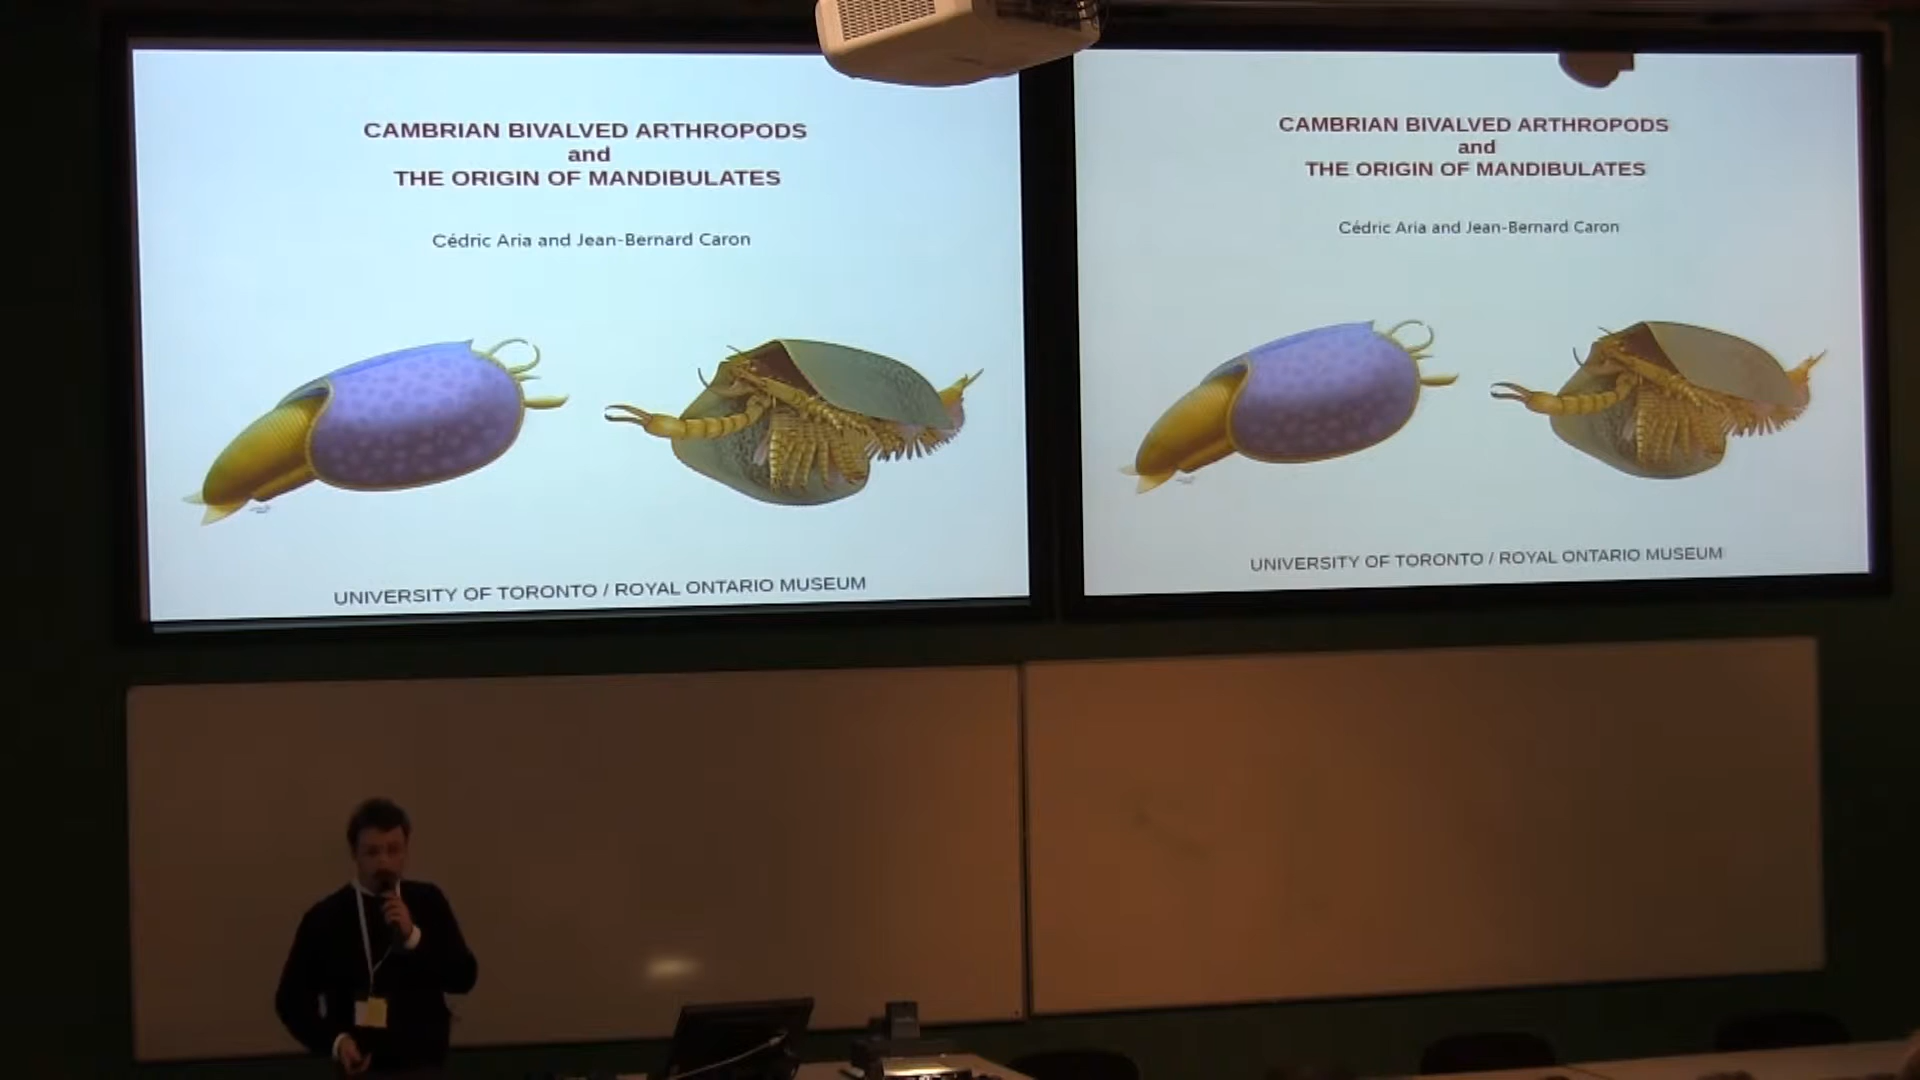 CAMBRIAN BIVALVED ARTHROPODS
and
THE ORIGIN OF MANDIBULATES
Cédric Aria and Jean-Bernard Caron
UNIVERSITY OF TORONTO / ROYAL ONTARIO MUSEUM
CAMBRIAN BIVALVED ARTHROPODS
and
THE ORIGIN OF MANDIBULATES
Cédric Aria and Jean-Bernard Caron
UNIVERSITY OF TORONTO / ROYAL ONTARIO MUSEUM